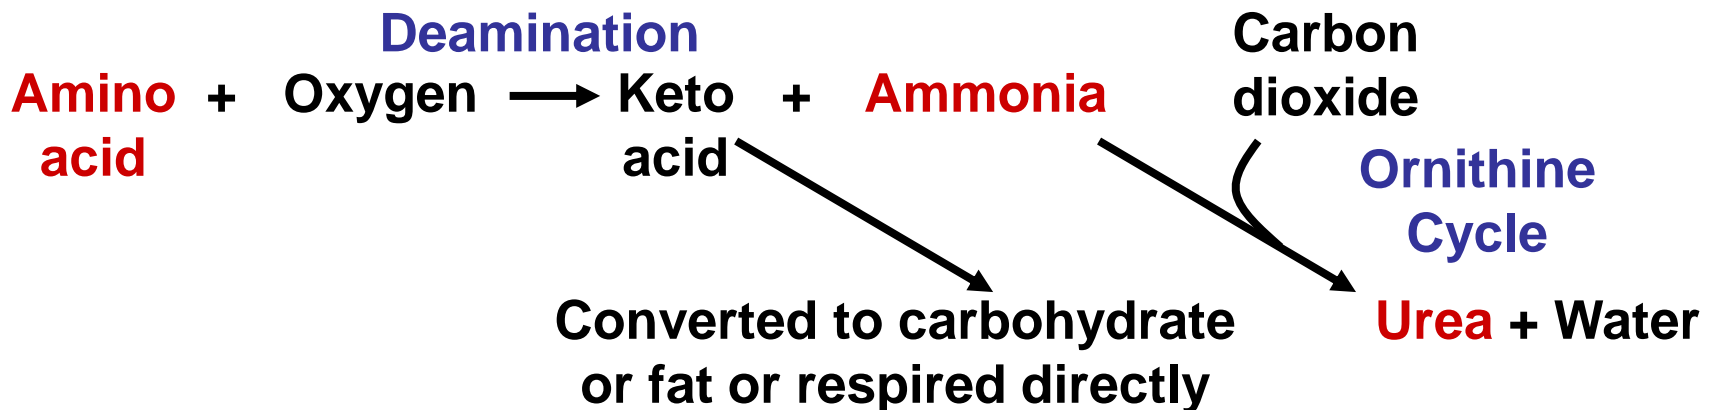 Deamination
Carbon
dioxide
Amino + Oxygen Keto + Ammonia
acid
acid
Ornithine
Cycle
Converted to carbohydrate
or fat or respired directly
Urea + Water